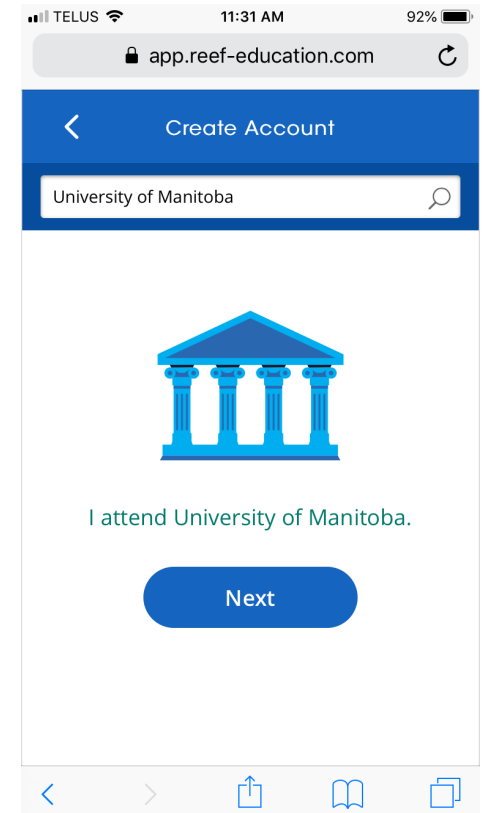 TELUS 11:31 AM 92%
app.reef-education.com
Create Account
University of Manitoba
I attend University of Manitoba.
Next